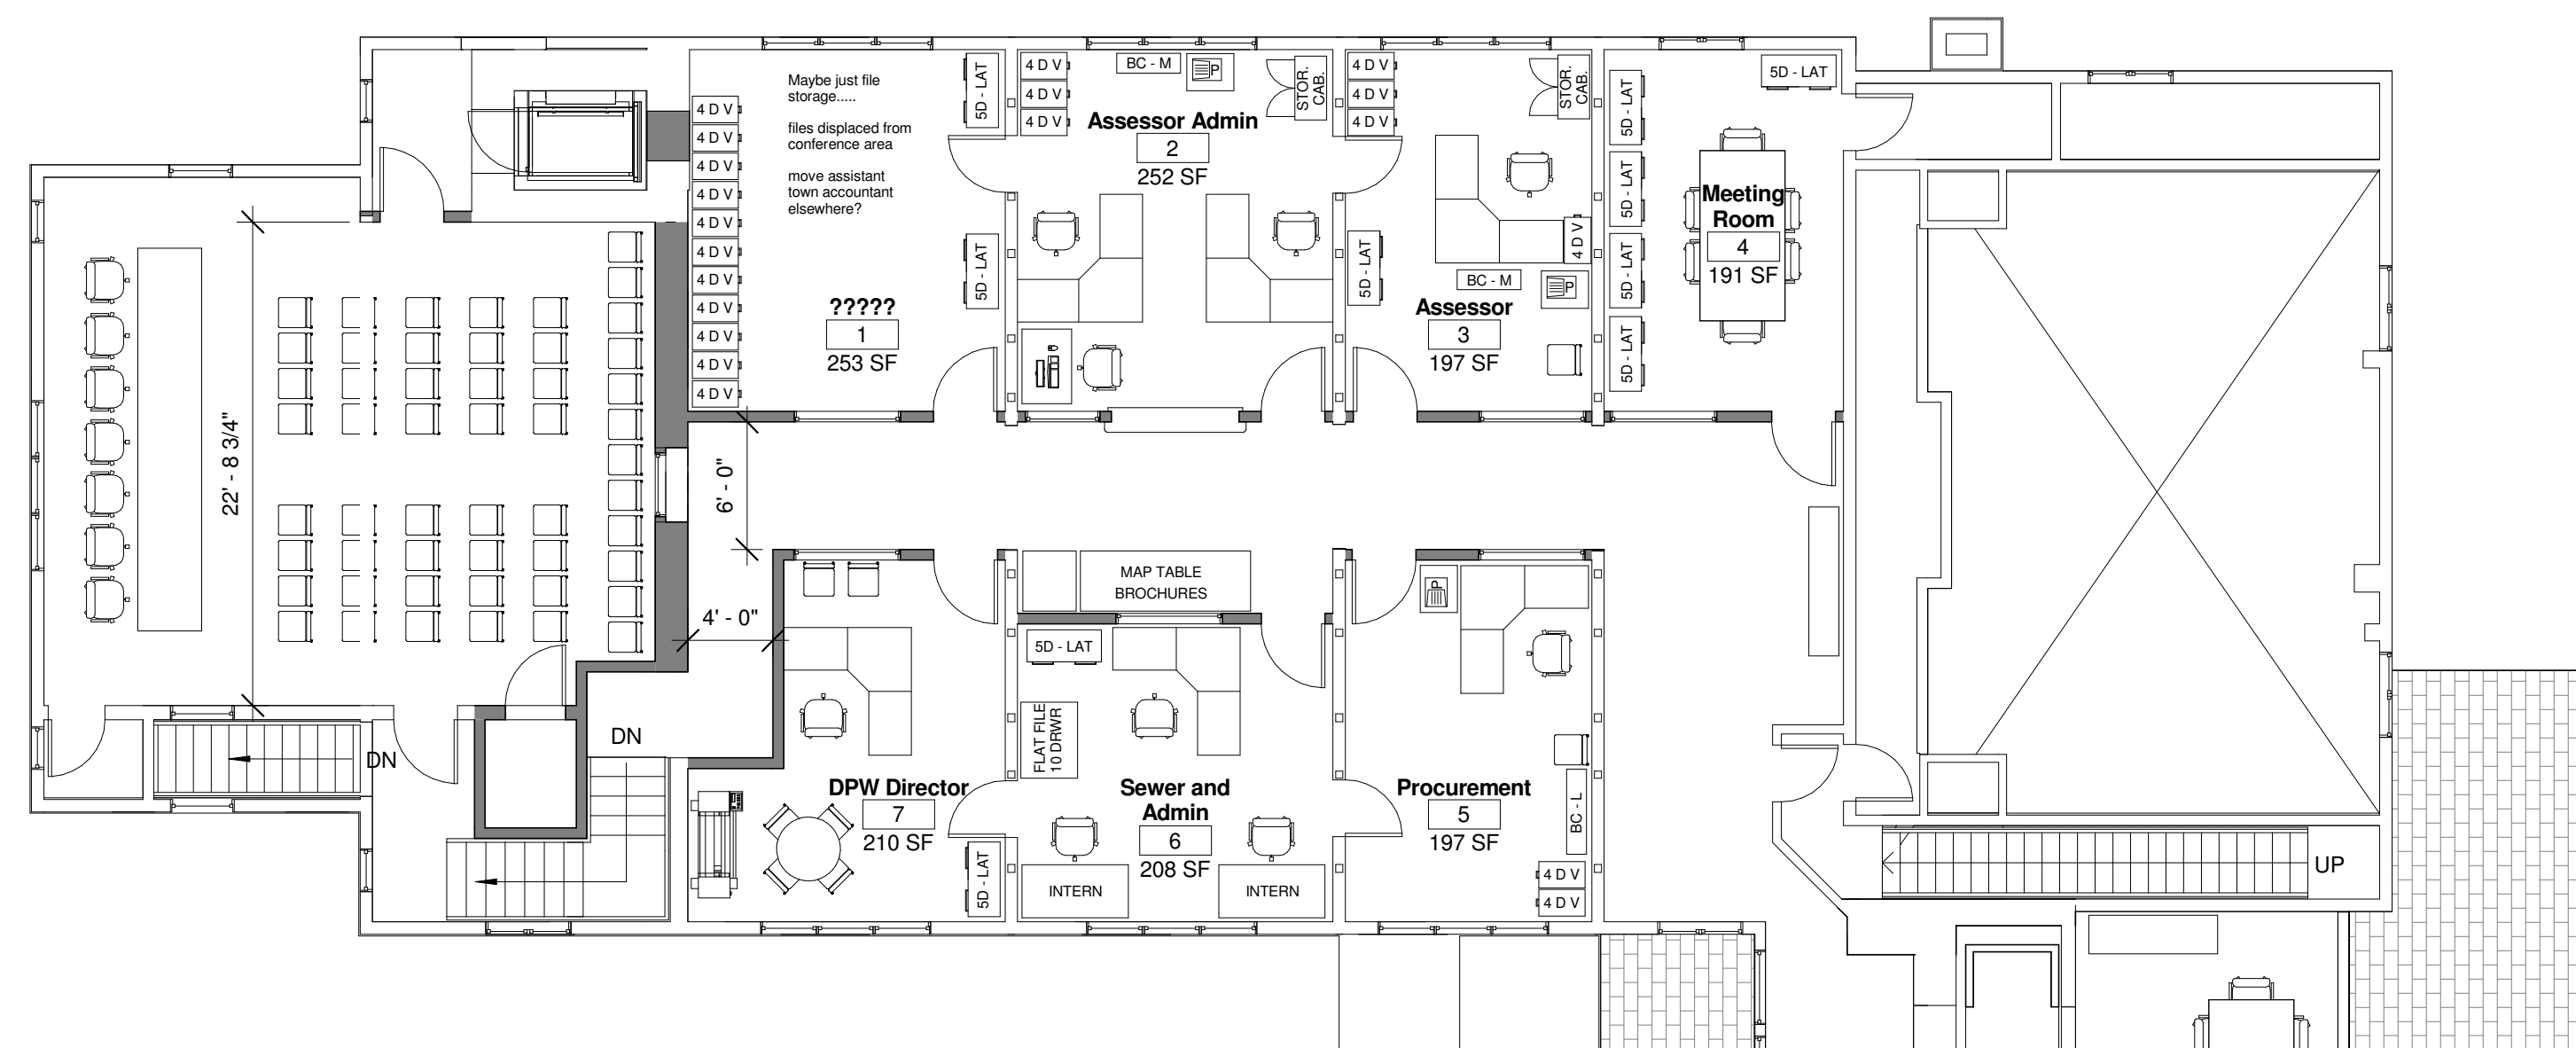 Maybe just file
storage.....
files displaced from
conference area
move assistant
town accountant
elsewhere?
?????
1
253 SF
4 D V
4 D V
4 D V
4 D V
4 D V
4 D V
4 D V
4 D V
4 D V
4 D V
4 D V
5D - LAT
5D - LAT
4 D V
4 D V
4 D V
BC - M
P
STOR.
CAB.
Assessor Admin
2
252 SF
4 D V
4 D V
4 D V
STOR.
CAB.
5D - LAT
4 D V
BC - M
P
Assessor
3
197 SF
5D - LAT
5D - LAT
5D - LAT
5D - LAT
5D - LAT
Meeting
Room
4
191 SF
22' - 8 3/4"
6' - 0"
4' - 0"
MAP TABLE
BROCHURES
DN
DN
DPW Director
7
210 SF
5D - LAT
5D - LAT
FLAT FILE
10 DRWR
Sewer and
Admin
6
208 SF
INTERN
INTERN
P
Procurement
5
197 SF
BC - L
4 D V
4 D V
UP